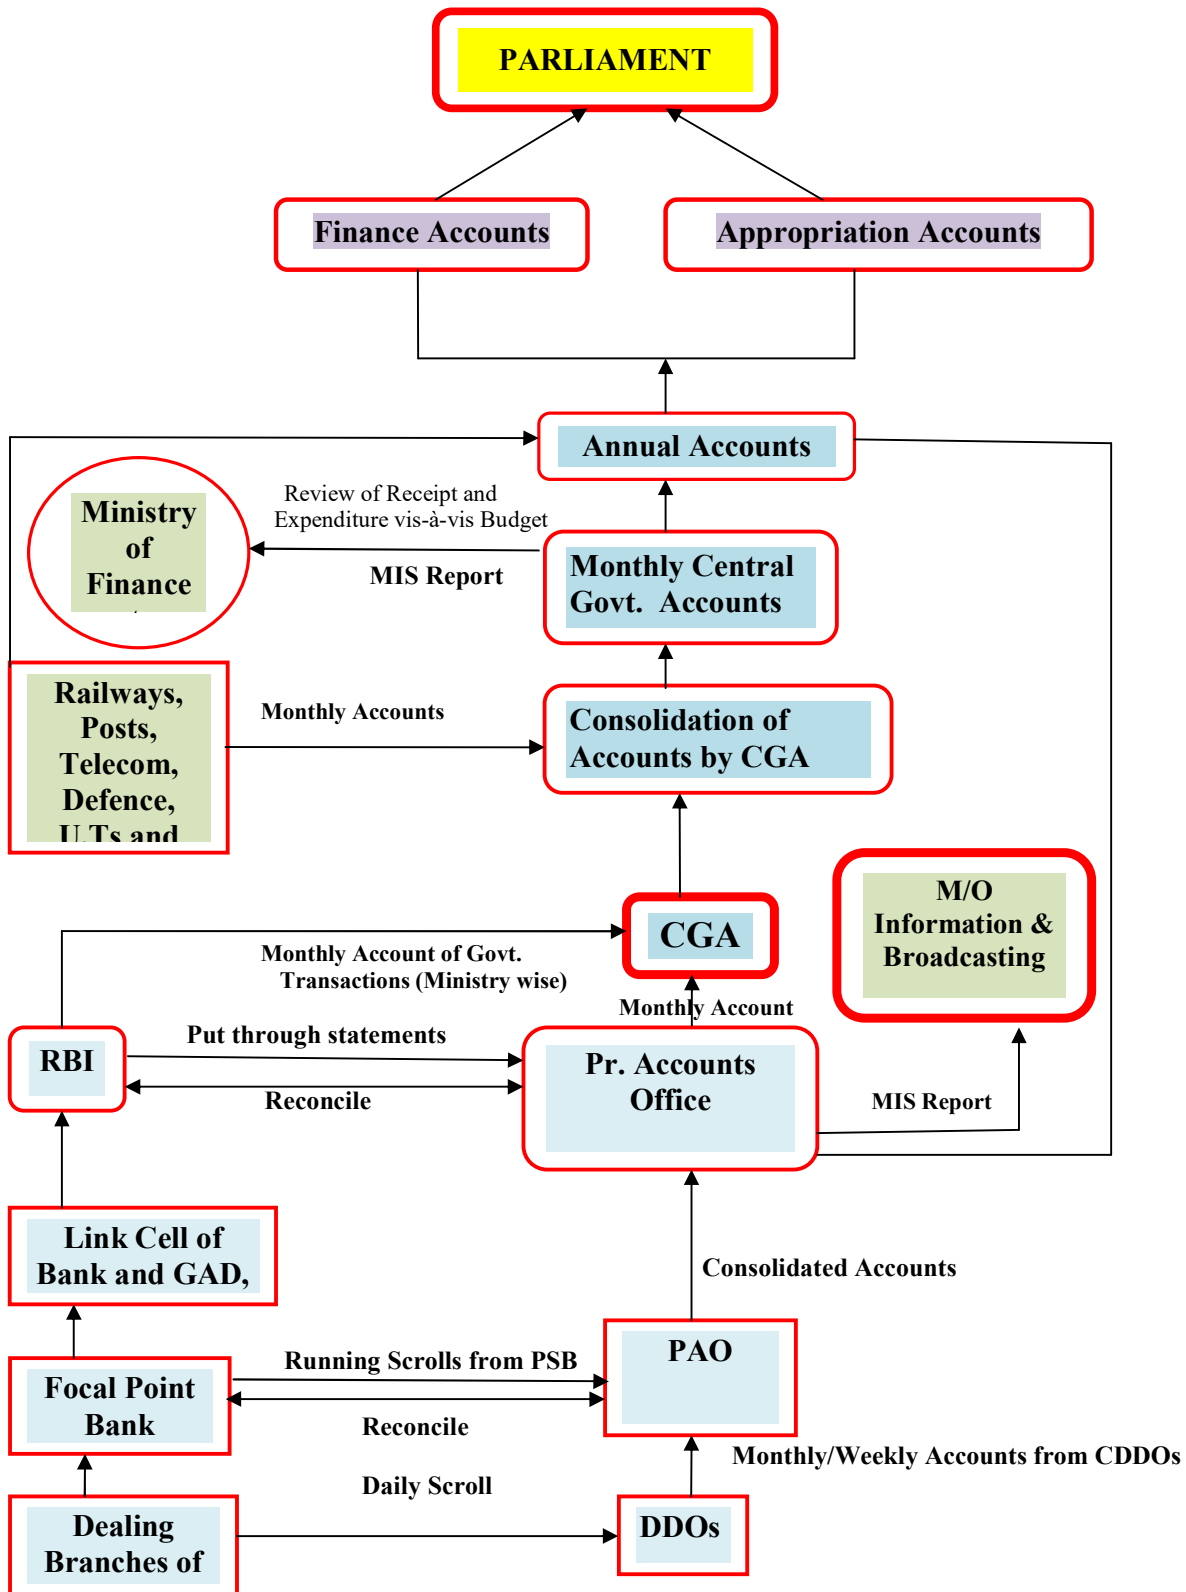 PARLIAMENT
Finance Accounts
Appropriation Accounts
Annual Accounts
Review of Receipt and
Expenditure vis-à-vis Budget
Ministry
of
Finance
MIS Report
Monthly Central
Govt. Accounts
Railways,
Posts,
Telecom,
Defence,
U.Ts and
Monthly Accounts
Consolidation of
Accounts by CGA
M/O
Information &
Broadcasting
CGA
Monthly Account of Govt.
Transactions (Ministry wise)
Monthly Account
Put through statements
RBI
Pr. Accounts
Office
Reconcile
MIS Report
Link Cell of
Bank and GAD,
Consolidated Accounts
Running Scrolls from PSB
PAO
Focal Point
Bank
Reconcile
Monthly/Weekly Accounts from CDDOs
Daily Scroll
Dealing
Branches of
DDOs